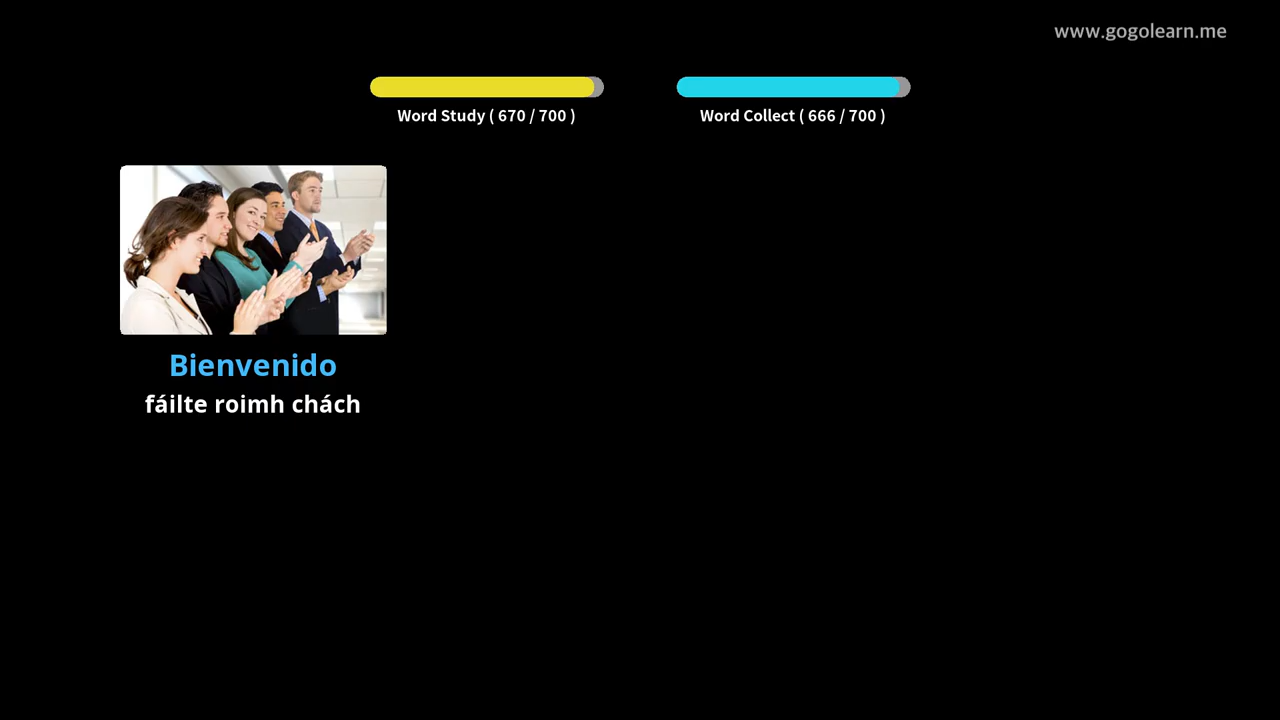 www.gogolearn.me
Word Study ( 670 / 700 )
Word Collect ( 666 / 700 )
Bienvenido
fáilte roimh chách